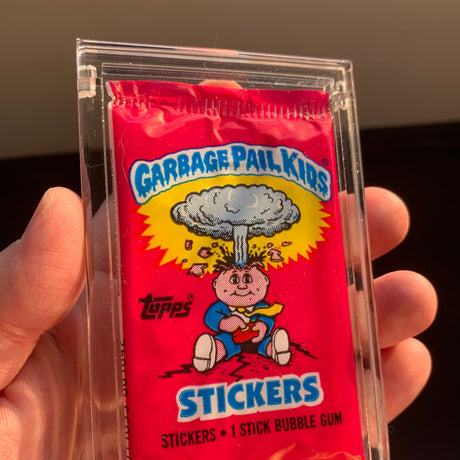 GARBAGE PAIL KIDS®
topps®
STICKERS
STICKERS • 1 STICK BUBBLE GUM